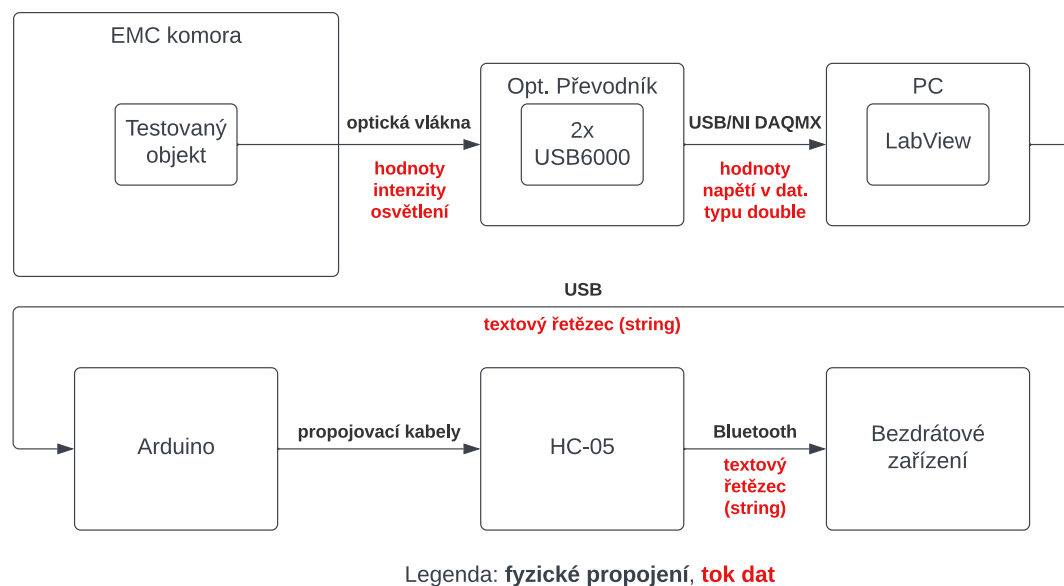 EMC komora
Testovaný
objekt
optická vlákna
hodnoty
intenzity
osvětlení
Opt. Převodník
2x
USB6000
USB/NI DAQMX
hodnoty
napětí v dat.
typu double
PC
LabView
USB
textový řetězec (string)
Arduino
propojovací kabely
HC-05
Bluetooth
textový
řetězec
(string)
Bezdrátové
zařízení
Legenda: fyzické propojení, tok dat